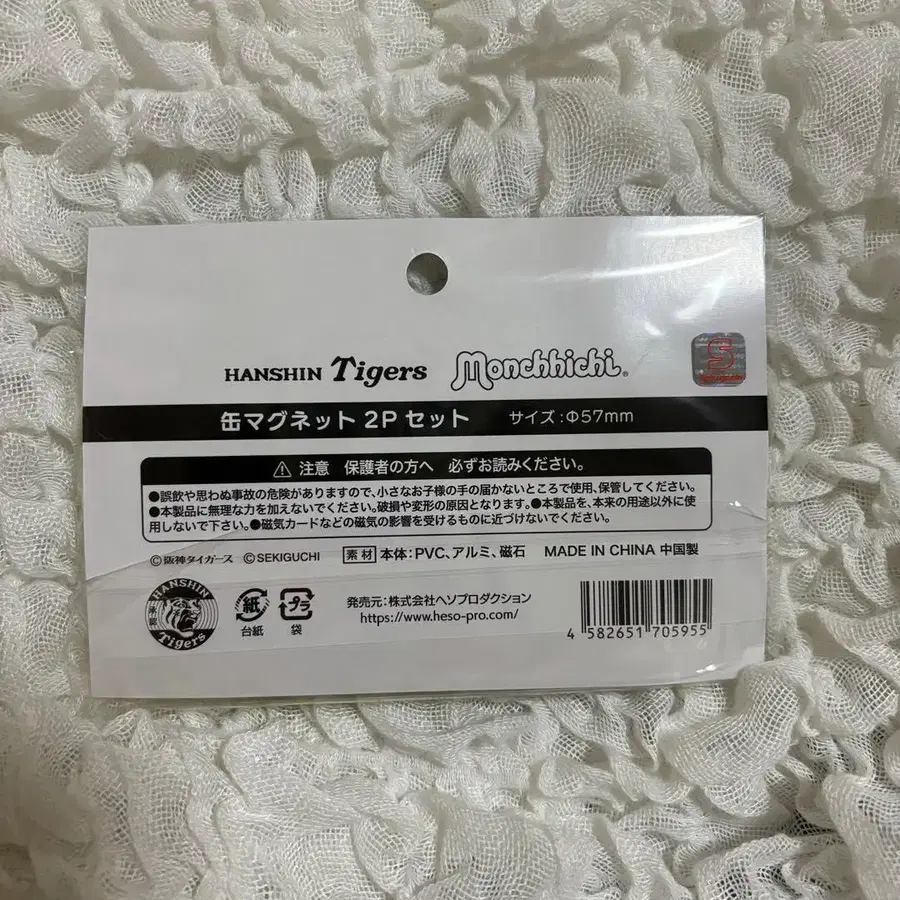 HANSHIN Tigers Monchhichi®
S
缶マグネット2Pセット サイズ:Φ57mm
⚠ 注意 保護者の方へ 必ずお読みください。
●誤飲や思わぬ事故の危険がありますので、小さなお子様の手の届かないところで使用、保管してください。
●本製品に無理な力を加えないでください。破損や変形の原因となります。●本製品を、本来の用途以外に使
用しないで下さい。●磁気カードなどの磁気の影響を受けるものに近づけないでください。
©阪神タイガース ©SEKIGUCHI 素材 本体:PVC、アルミ、磁石 MADE IN CHINA 中国製
HANSHIN
Tigers
紙
台紙
プラ
袋
発売元:株式会社ヘソプロダクション
https://www.heso-pro.com/
4 582651 705955